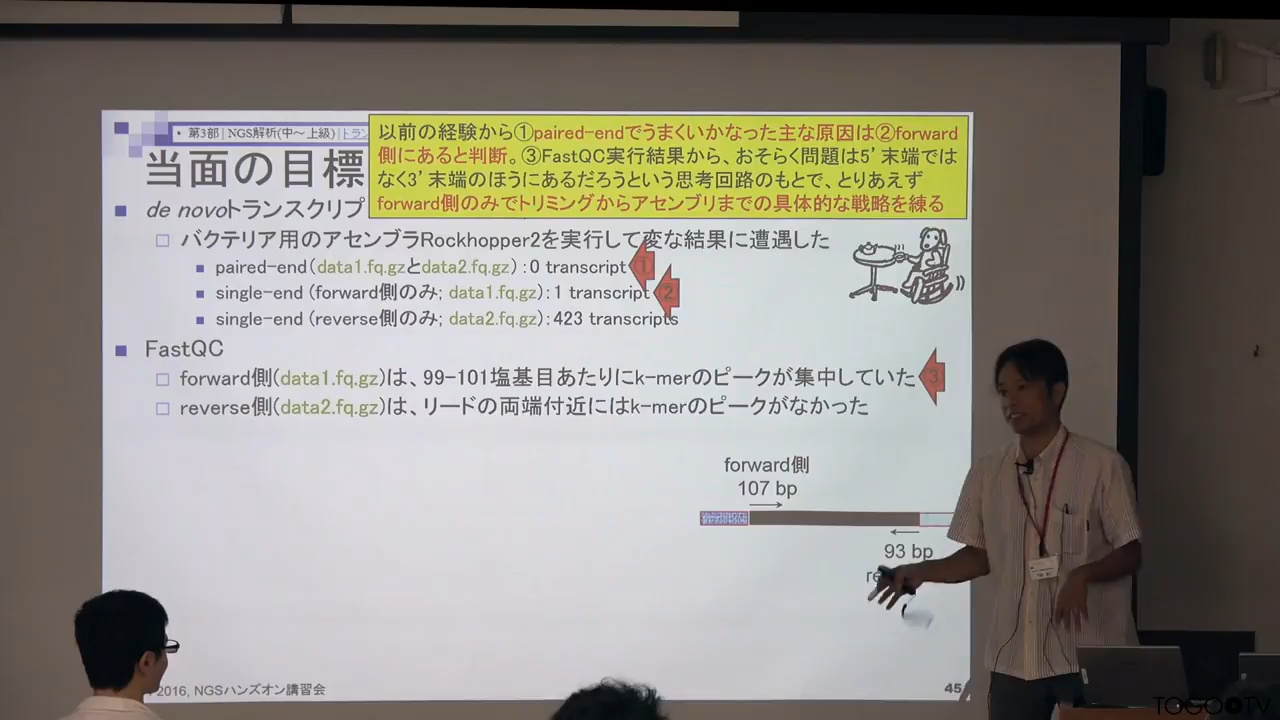 • 第3部 | NGS解析(中~上級) | トラン
当面の目標
以前の経験から①paired-endでうまくいかなった主な原因は②forward
側にあると判断。③FastQC実行結果から、おそらく問題は5’末端では
なく3’末端のほうにあるだろうという思考回路のもとで、とりあえず
forward側のみでトリミングからアセンブリまでの具体的な戦略を練る
de novoトランスクリプ
バクテリア用のアセンブラRockhopper2を実行して変な結果に遭遇した
paired-end(data1.fq.gzとdata2.fq.gz):0 transcript
①
single-end (forward側のみ; data1.fq.gz):1 transcript
②
single-end (reverse側のみ; data2.fq.gz):423 transcripts
FastQC
forward側(data1.fq.gz)は、99-101塩基目あたりにk-merのピークが集中していた
③
reverse側(data2.fq.gz)は、リードの両端付近にはk-merのピークがなかった
forward側
107 bp
93 bp
re
2016, NGSハンズオン講習会
45
TOGOTV